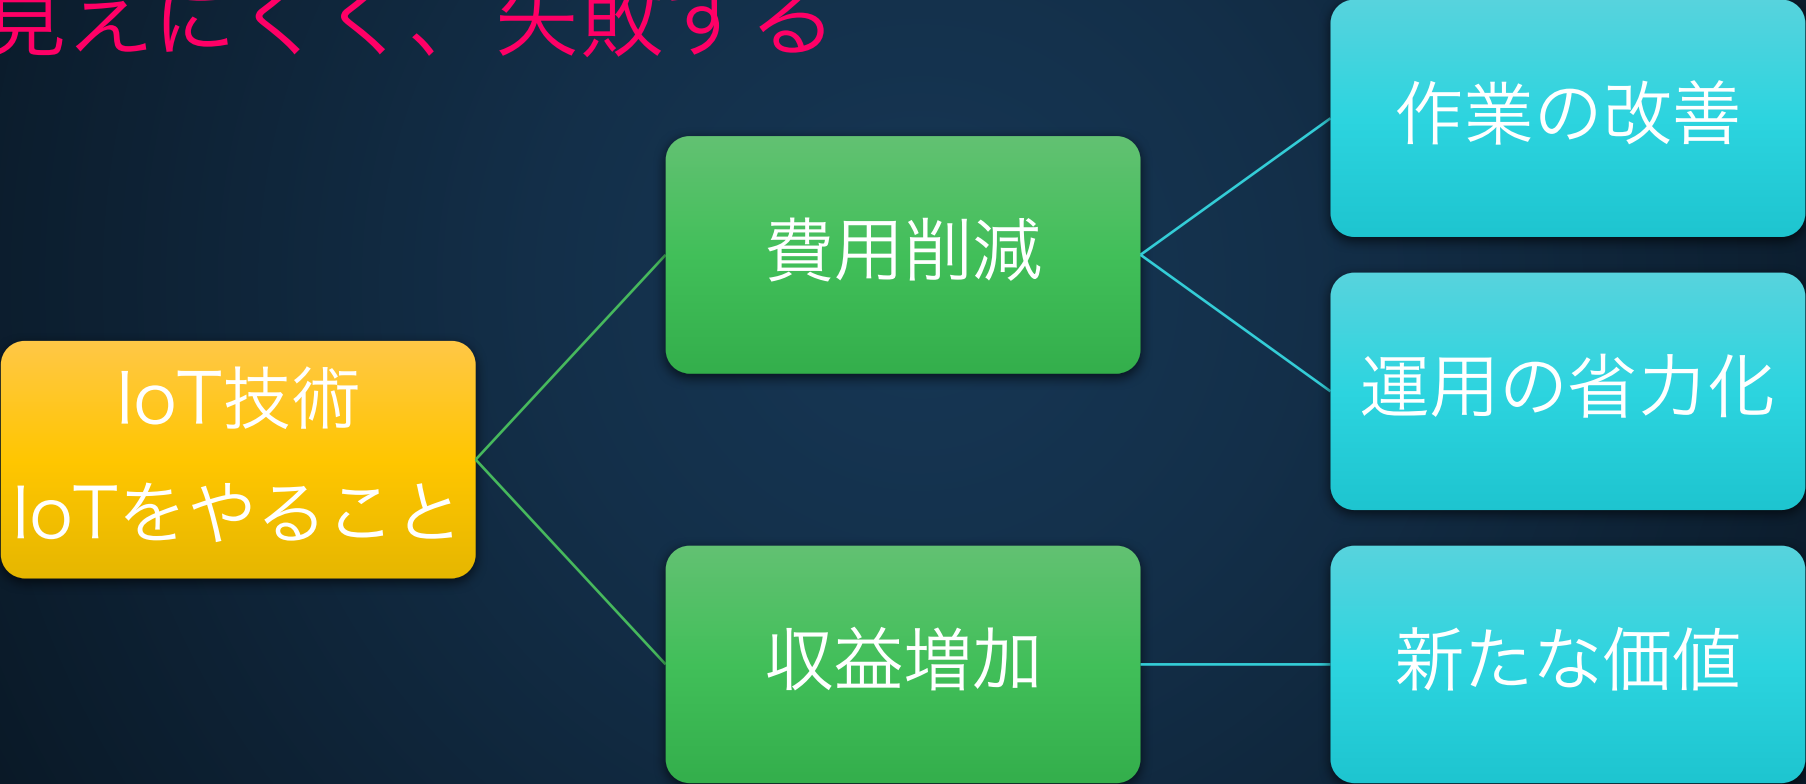 見えにくく、失敗する
IoT技術
IoTをやること
費用削減
収益増加
作業の改善
運用の省力化
新たな価値